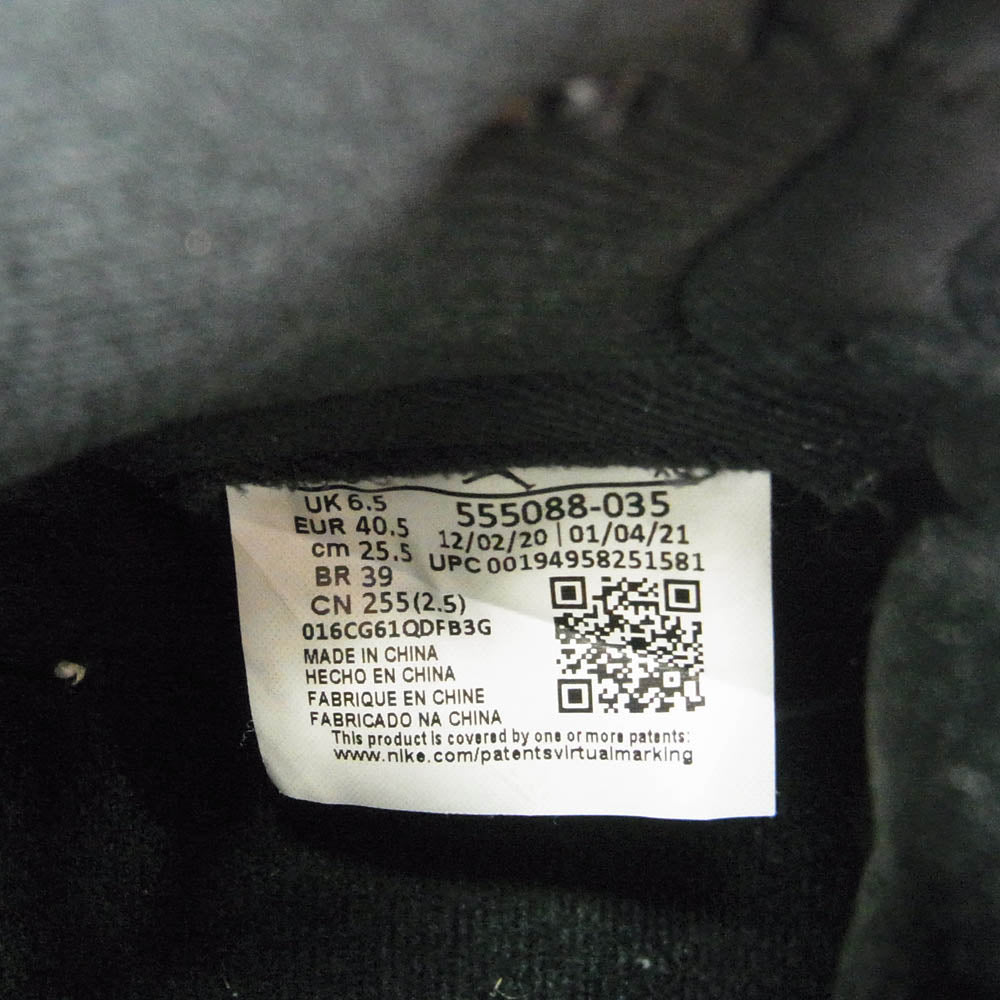 UK 6.5
EUR 40.5
cm 25.5
BR 39
CN 255(2.5)
016CG61QDFB3G
555088-035
12/02/20 | 01/04/21
UPC 00194958251581
MADE IN CHINA
HECHO EN CHINA
FABRIQUE EN CHINE
FABRICADO NA CHINA
This product is covered by one or more patents:
www.nike.com/patentsvirtualmarking